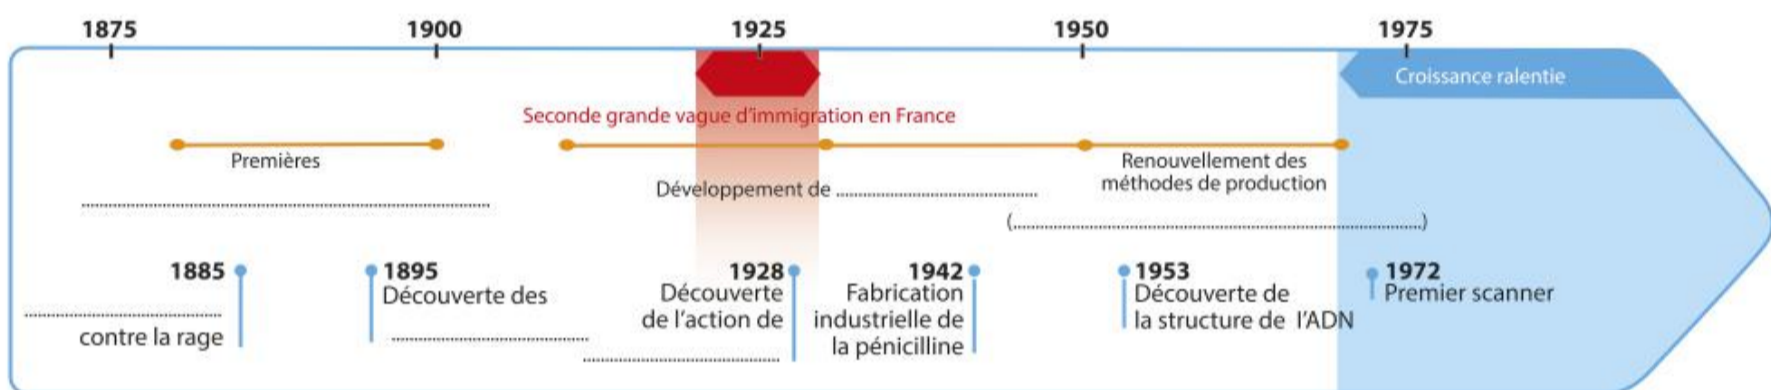 1875 1900 1925 1950 1975
Croissance ralentie
Seconde grande vague d'immigration en France
Premières
Renouvellement des
méthodes de production
Développement de ........................................
................................................................................
(................................................................................)
1885
........................................
contre la rage
1895
Découverte des
........................................
1928
Découverte
de l'action de
........................................
1942
Fabrication
industrielle de
la pénicilline
1953
Découverte de
la structure de l'ADN
1972
Premier scanner